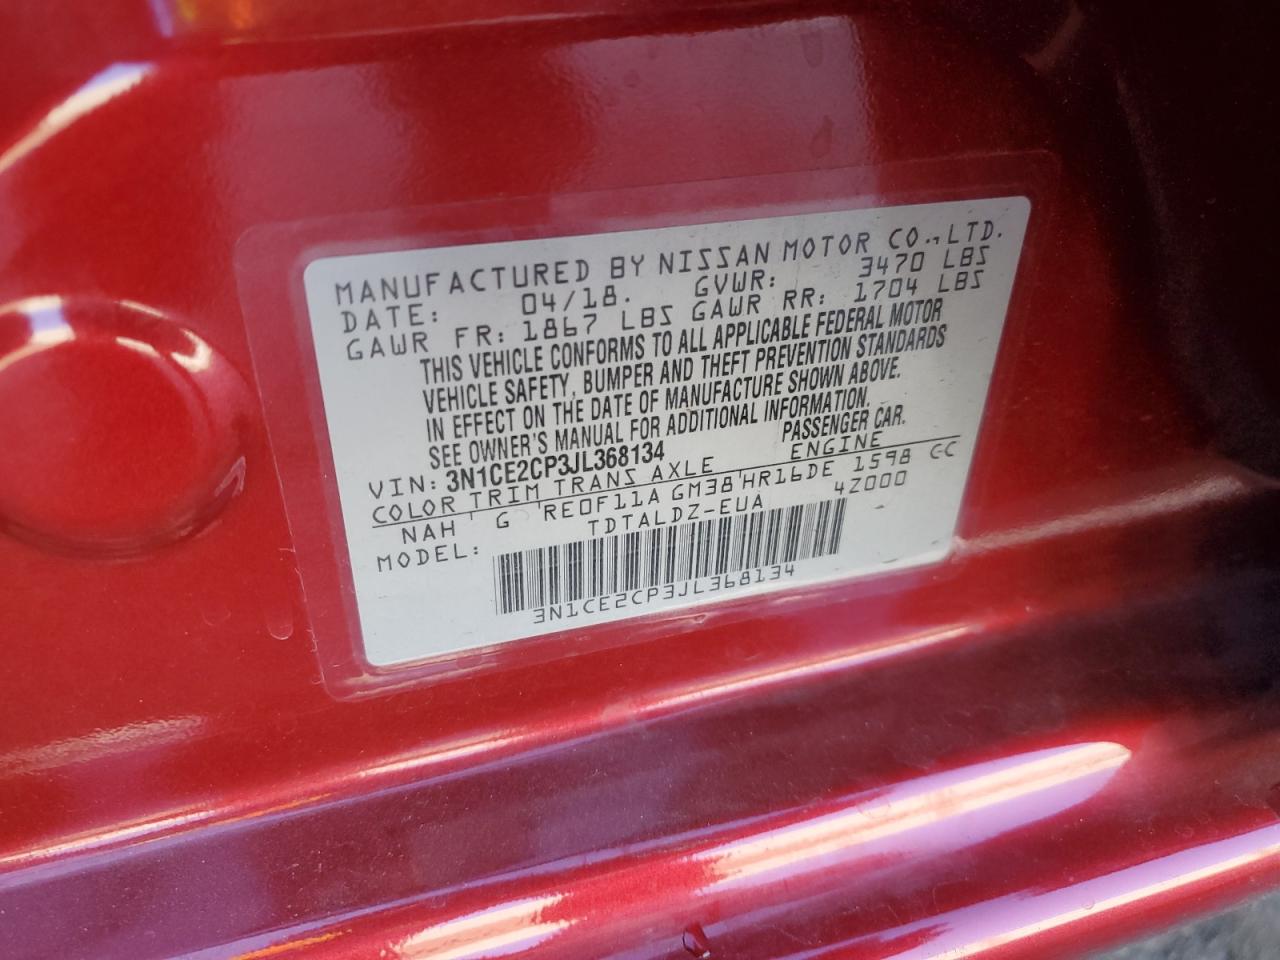 MANUFACTURED BY NISSAN MOTOR CO.,LTD.
DATE: 04/18. GVWR: 3470 LBS
GAWR FR: 1867 LBS GAWR RR: 1704 LBS
THIS VEHICLE CONFORMS TO ALL APPLICABLE FEDERAL MOTOR
VEHICLE SAFETY, BUMPER AND THEFT PREVENTION STANDARDS
IN EFFECT ON THE DATE OF MANUFACTURE SHOWN ABOVE.
SEE OWNER'S MANUAL FOR ADDITIONAL INFORMATION.
VIN: 3N1CE2CP3JL368134 PASSENGER CAR.
COLOR TRIM TRANS AXLE ENGINE
NAH G RE0F11A GM38 HR16DE 1598 CC
MODEL: TDTALDZ-EUA 4Z000
3N1CE2CP3JL368134